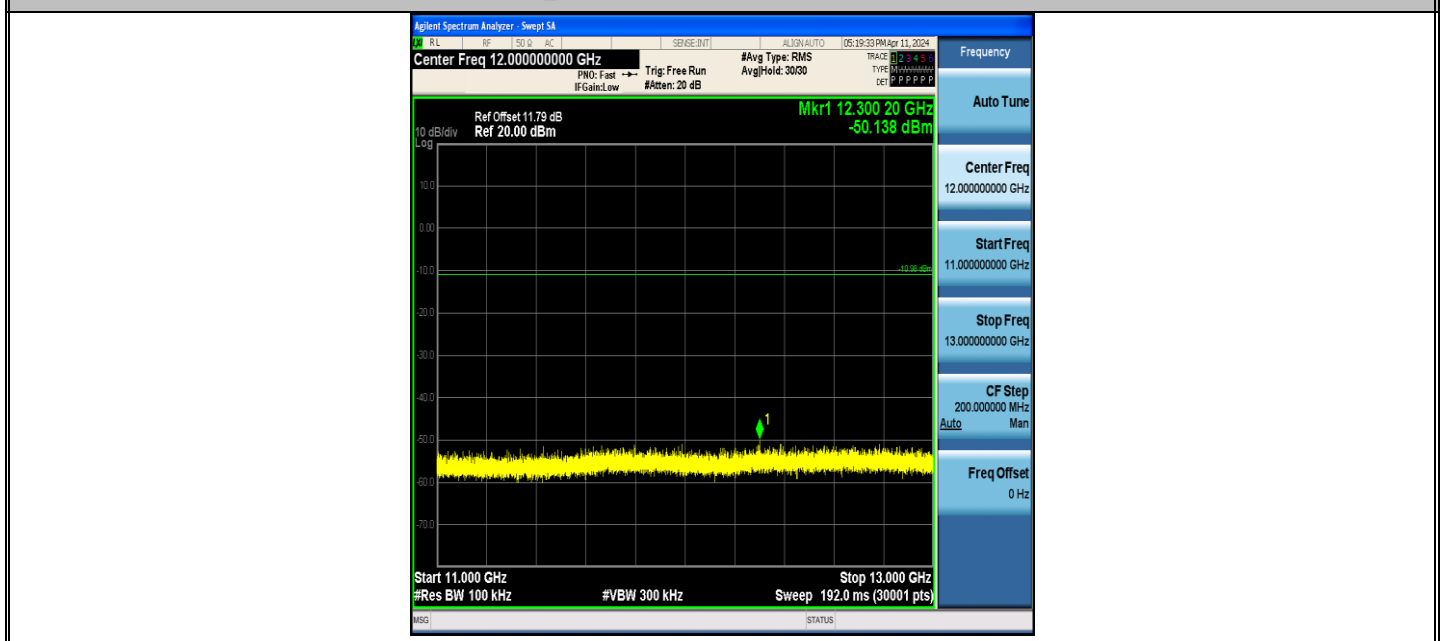 Agilent Spectrum Analyzer - Swept SA
RL RF 50 Ω AC SENSE:INT ALIGN AUTO 05:19:33 PM Apr 11, 2024
Center Freq 12.000000000 GHz
PNO: Fast
IFGain:Low
Trig: Free Run
#Atten: 20 dB
#Avg Type: RMS
Avg|Hold: 30/30
TRACE 1 2 3 4 5 6
TYPE M
DET P P P P P P
Mkr1 12.300 20 GHz
-50.138 dBm
Ref Offset 11.79 dB
10 dB/div Ref 20.00 dBm
Log
10.0
0.00
-10.0
-10.98 dBm
-20.0
-30.0
-40.0
1
-50.0
-60.0
-70.0
Start 11.000 GHz Stop 13.000 GHz
#Res BW 100 kHz #VBW 300 kHz Sweep 192.0 ms (30001 pts)
MSG STATUS
Frequency
Auto Tune
Center Freq
12.000000000 GHz
Start Freq
11.000000000 GHz
Stop Freq
13.000000000 GHz
CF Step
200.000000 MHz
Auto Man
Freq Offset
0 Hz